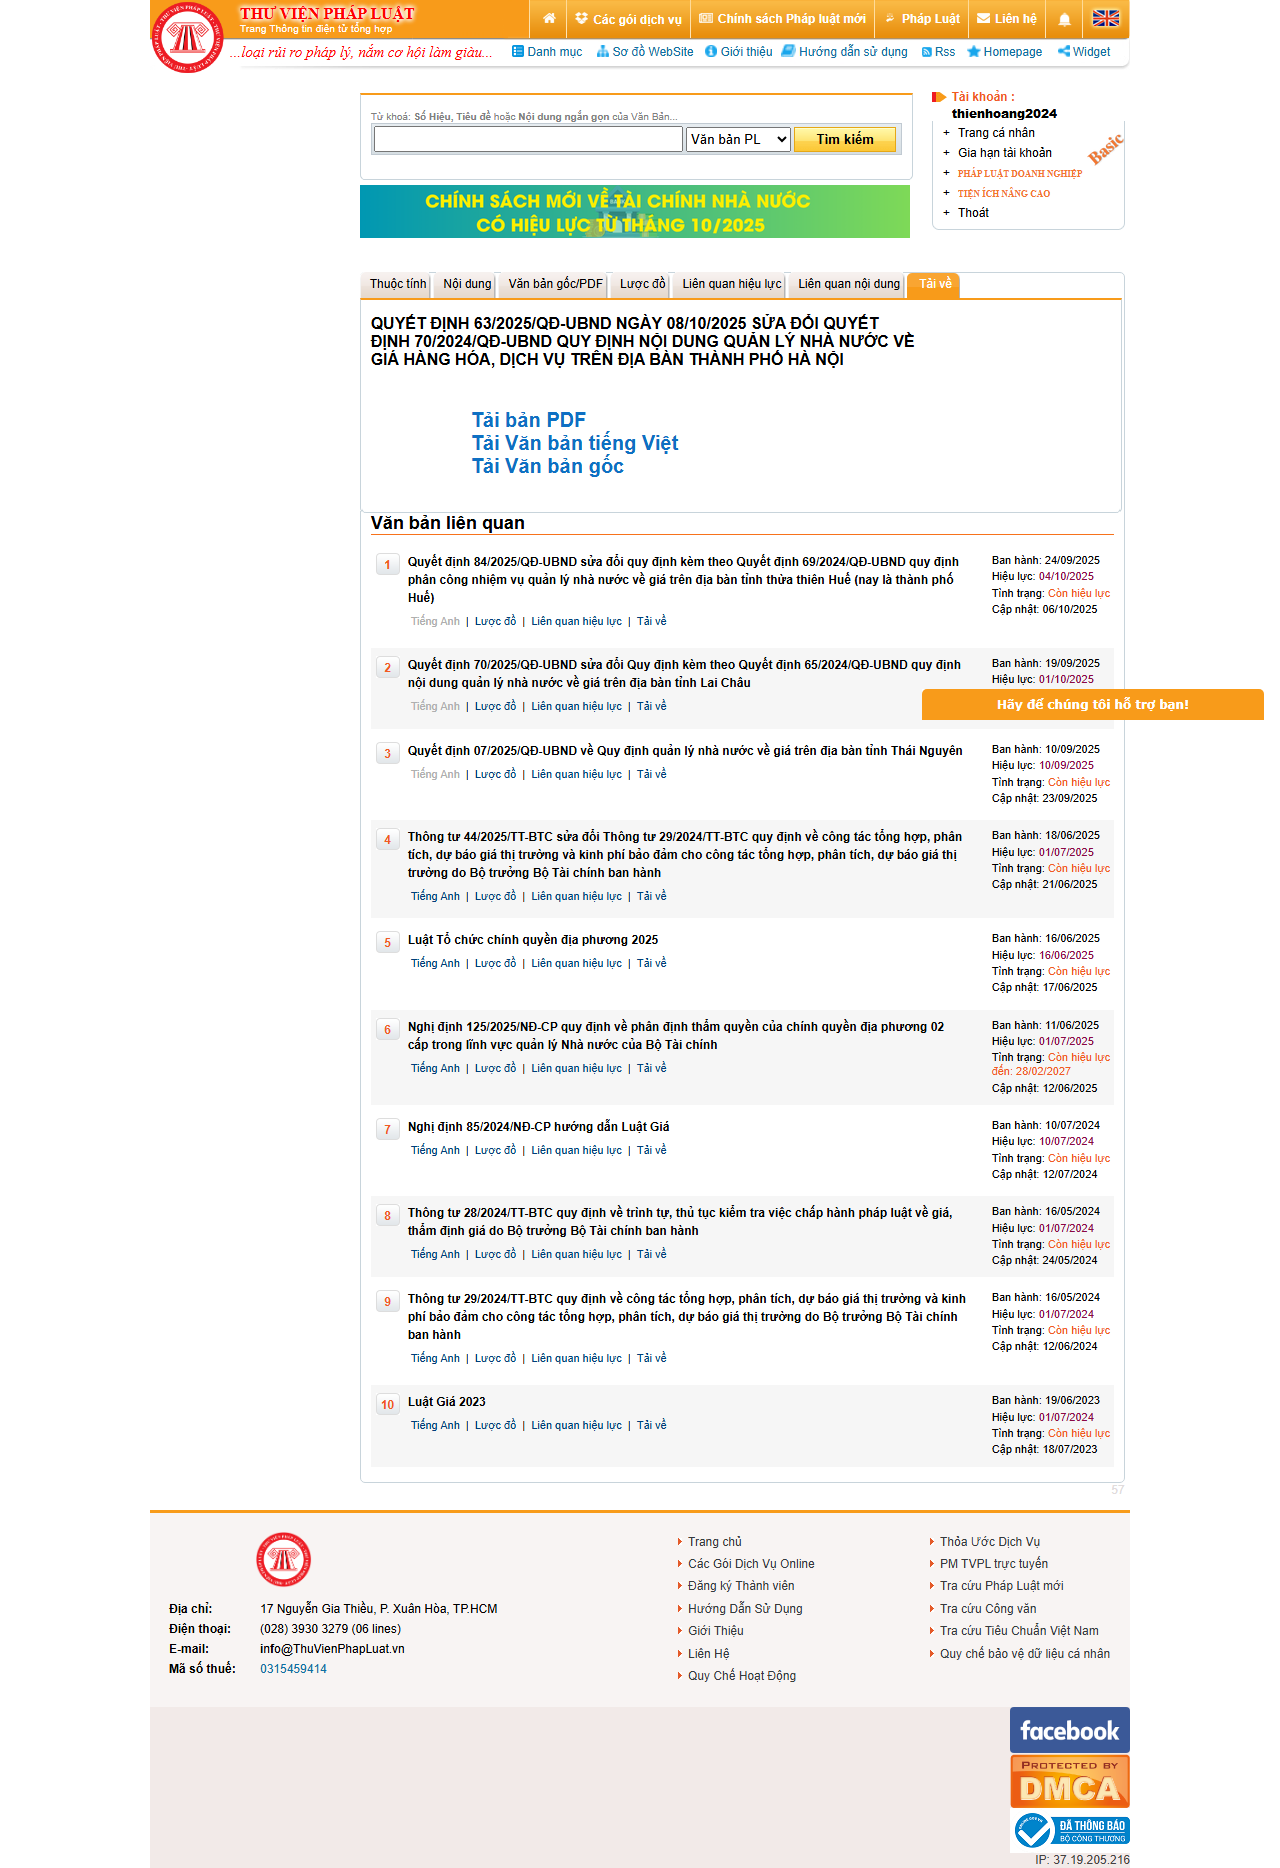 THƯ VIỆN PHÁP LUẬT
Trang Thông tin điện tử tổng hợp
...loại rủi ro pháp lý, nắm cơ hội làm giàu...
Các gói dịch vụ
Chính sách Pháp luật mới
Pháp Luật
Liên hệ
Danh mục
Sơ đồ WebSite
Giới thiệu
Hướng dẫn sử dụng
Rss
Homepage
Widget
Từ khoá: Số Hiệu, Tiêu đề hoặc Nội dung ngắn gọn của Văn Bản...
Văn bản PL
Tìm kiếm
Tài khoản :
thienhoang2024
+ Trang cá nhân
+ Gia hạn tài khoản
+ PHÁP LUẬT DOANH NGHIỆP
+ TIỆN ÍCH NÂNG CAO
+ Thoát
Basic
CHÍNH SÁCH MỚI VỀ TÀI CHÍNH NHÀ NƯỚC
CÓ HIỆU LỰC TỪ THÁNG 10/2025
Thuộc tính
Nội dung
Văn bản gốc/PDF
Lược đồ
Liên quan hiệu lực
Liên quan nội dung
Tải về
QUYẾT ĐỊNH 63/2025/QĐ-UBND NGÀY 08/10/2025 SỬA ĐỔI QUYẾT
ĐỊNH 70/2024/QĐ-UBND QUY ĐỊNH NỘI DUNG QUẢN LÝ NHÀ NƯỚC VỀ
GIÁ HÀNG HÓA, DỊCH VỤ TRÊN ĐỊA BÀN THÀNH PHỐ HÀ NỘI
Tải bản PDF
Tải Văn bản tiếng Việt
Tải Văn bản gốc
Văn bản liên quan
1
Quyết định 84/2025/QĐ-UBND sửa đổi quy định kèm theo Quyết định 69/2024/QĐ-UBND quy định
phân công nhiệm vụ quản lý nhà nước về giá trên địa bàn tỉnh thừa thiên Huế (nay là thành phố
Huế)
Tiếng Anh | Lược đồ | Liên quan hiệu lực | Tải về
Ban hành: 24/09/2025
Hiệu lực: 04/10/2025
Tình trạng: Còn hiệu lực
Cập nhật: 06/10/2025
2
Quyết định 70/2025/QĐ-UBND sửa đổi Quy định kèm theo Quyết định 65/2024/QĐ-UBND quy định
nội dung quản lý nhà nước về giá trên địa bàn tỉnh Lai Châu
Tiếng Anh | Lược đồ | Liên quan hiệu lực | Tải về
Ban hành: 19/09/2025
Hiệu lực: 01/10/2025
Hãy để chúng tôi hỗ trợ bạn!
3
Quyết định 07/2025/QĐ-UBND về Quy định quản lý nhà nước về giá trên địa bàn tỉnh Thái Nguyên
Tiếng Anh | Lược đồ | Liên quan hiệu lực | Tải về
Ban hành: 10/09/2025
Hiệu lực: 10/09/2025
Tình trạng: Còn hiệu lực
Cập nhật: 23/09/2025
4
Thông tư 44/2025/TT-BTC sửa đổi Thông tư 29/2024/TT-BTC quy định về công tác tổng hợp, phân
tích, dự báo giá thị trường và kinh phí bảo đảm cho công tác tổng hợp, phân tích, dự báo giá thị
trường do Bộ trưởng Bộ Tài chính ban hành
Tiếng Anh | Lược đồ | Liên quan hiệu lực | Tải về
Ban hành: 18/06/2025
Hiệu lực: 01/07/2025
Tình trạng: Còn hiệu lực
Cập nhật: 21/06/2025
5
Luật Tổ chức chính quyền địa phương 2025
Tiếng Anh | Lược đồ | Liên quan hiệu lực | Tải về
Ban hành: 16/06/2025
Hiệu lực: 16/06/2025
Tình trạng: Còn hiệu lực
Cập nhật: 17/06/2025
6
Nghị định 125/2025/NĐ-CP quy định về phân định thẩm quyền của chính quyền địa phương 02
cấp trong lĩnh vực quản lý Nhà nước của Bộ Tài chính
Tiếng Anh | Lược đồ | Liên quan hiệu lực | Tải về
Ban hành: 11/06/2025
Hiệu lực: 01/07/2025
Tình trạng: Còn hiệu lực
đến: 28/02/2027
Cập nhật: 12/06/2025
7
Nghị định 85/2024/NĐ-CP hướng dẫn Luật Giá
Tiếng Anh | Lược đồ | Liên quan hiệu lực | Tải về
Ban hành: 10/07/2024
Hiệu lực: 10/07/2024
Tình trạng: Còn hiệu lực
Cập nhật: 12/07/2024
8
Thông tư 28/2024/TT-BTC quy định về trình tự, thủ tục kiểm tra việc chấp hành pháp luật về giá,
thẩm định giá do Bộ trưởng Bộ Tài chính ban hành
Tiếng Anh | Lược đồ | Liên quan hiệu lực | Tải về
Ban hành: 16/05/2024
Hiệu lực: 01/07/2024
Tình trạng: Còn hiệu lực
Cập nhật: 24/05/2024
9
Thông tư 29/2024/TT-BTC quy định về công tác tổng hợp, phân tích, dự báo giá thị trường và kinh
phí bảo đảm cho công tác tổng hợp, phân tích, dự báo giá thị trường do Bộ trưởng Bộ Tài chính
ban hành
Tiếng Anh | Lược đồ | Liên quan hiệu lực | Tải về
Ban hành: 16/05/2024
Hiệu lực: 01/07/2024
Tình trạng: Còn hiệu lực
Cập nhật: 12/06/2024
10
Luật Giá 2023
Tiếng Anh | Lược đồ | Liên quan hiệu lực | Tải về
Ban hành: 19/06/2023
Hiệu lực: 01/07/2024
Tình trạng: Còn hiệu lực
Cập nhật: 18/07/2023
57
Địa chỉ: 17 Nguyễn Gia Thiều, P. Xuân Hòa, TP.HCM
Điện thoại: (028) 3930 3279 (06 lines)
E-mail: info@ThuVienPhapLuat.vn
Mã số thuế: 0315459414
Trang chủ
Các Gói Dịch Vụ Online
Đăng ký Thành viên
Hướng Dẫn Sử Dụng
Giới Thiệu
Liên Hệ
Quy Chế Hoạt Động
Thỏa Ước Dịch Vụ
PM TVPL trực tuyến
Tra cứu Pháp Luật mới
Tra cứu Công văn
Tra cứu Tiêu Chuẩn Việt Nam
Quy chế bảo vệ dữ liệu cá nhân
facebook
PROTECTED BY
DMCA
ĐÃ THÔNG BÁO
BỘ CÔNG THƯƠNG
IP: 37.19.205.216